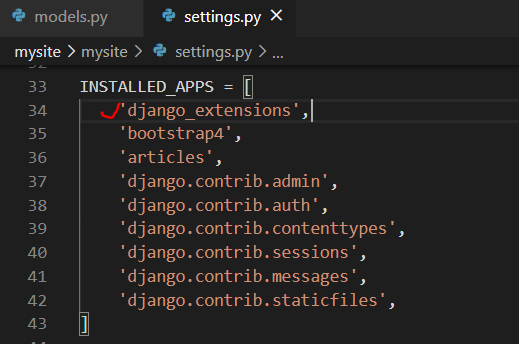 models.py settings.py ×
mysite > mysite > settings.py > ...
33 INSTALLED_APPS = [
34 'django_extensions',
35 'bootstrap4',
36 'articles',
37 'django.contrib.admin',
38 'django.contrib.auth',
39 'django.contrib.contenttypes',
40 'django.contrib.sessions',
41 'django.contrib.messages',
42 'django.contrib.staticfiles',
43 ]